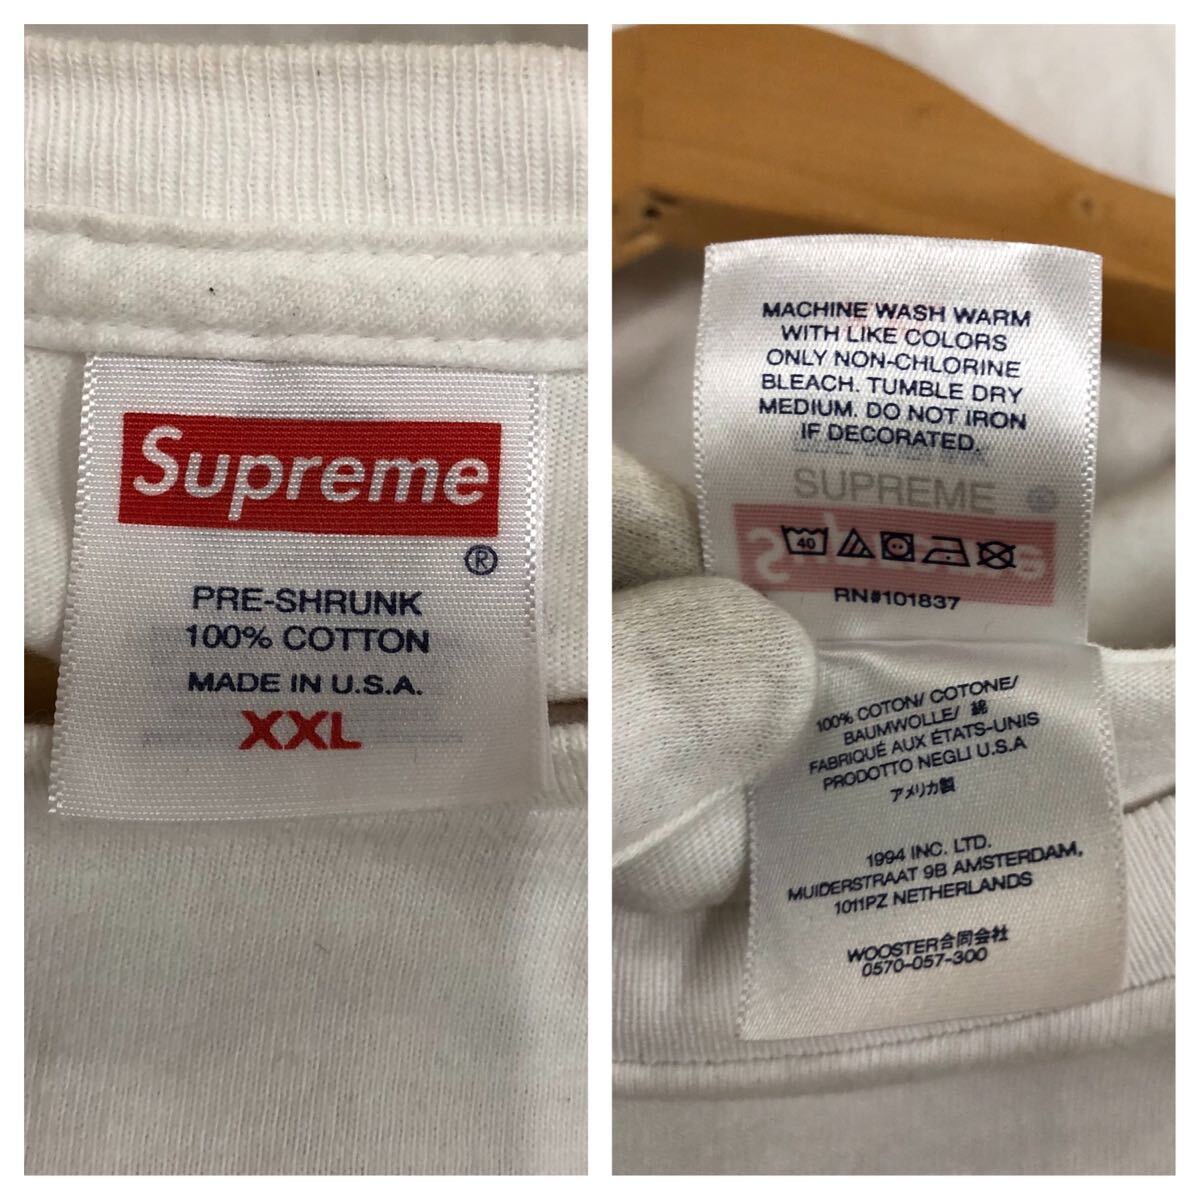 Supreme
®
PRE-SHRUNK
100% COTTON
MADE IN U.S.A.
XXL
MACHINE WASH WARM
WITH LIKE COLORS
ONLY NON-CHLORINE
BLEACH. TUMBLE DRY
MEDIUM. DO NOT IRON
IF DECORATED.
SUPREME
40
RN#101837
100% COTON/ COTONE/
BAUMWOLLE/ 綿
FABRIQUÉ AUX ÉTATS-UNIS
PRODOTTO NEGLI U.S.A
アメリカ製
1994 INC. LTD.
MUIDERSTRAAT 9B AMSTERDAM,
1011PZ NETHERLANDS
WOOSTER合同会社
0570-057-300